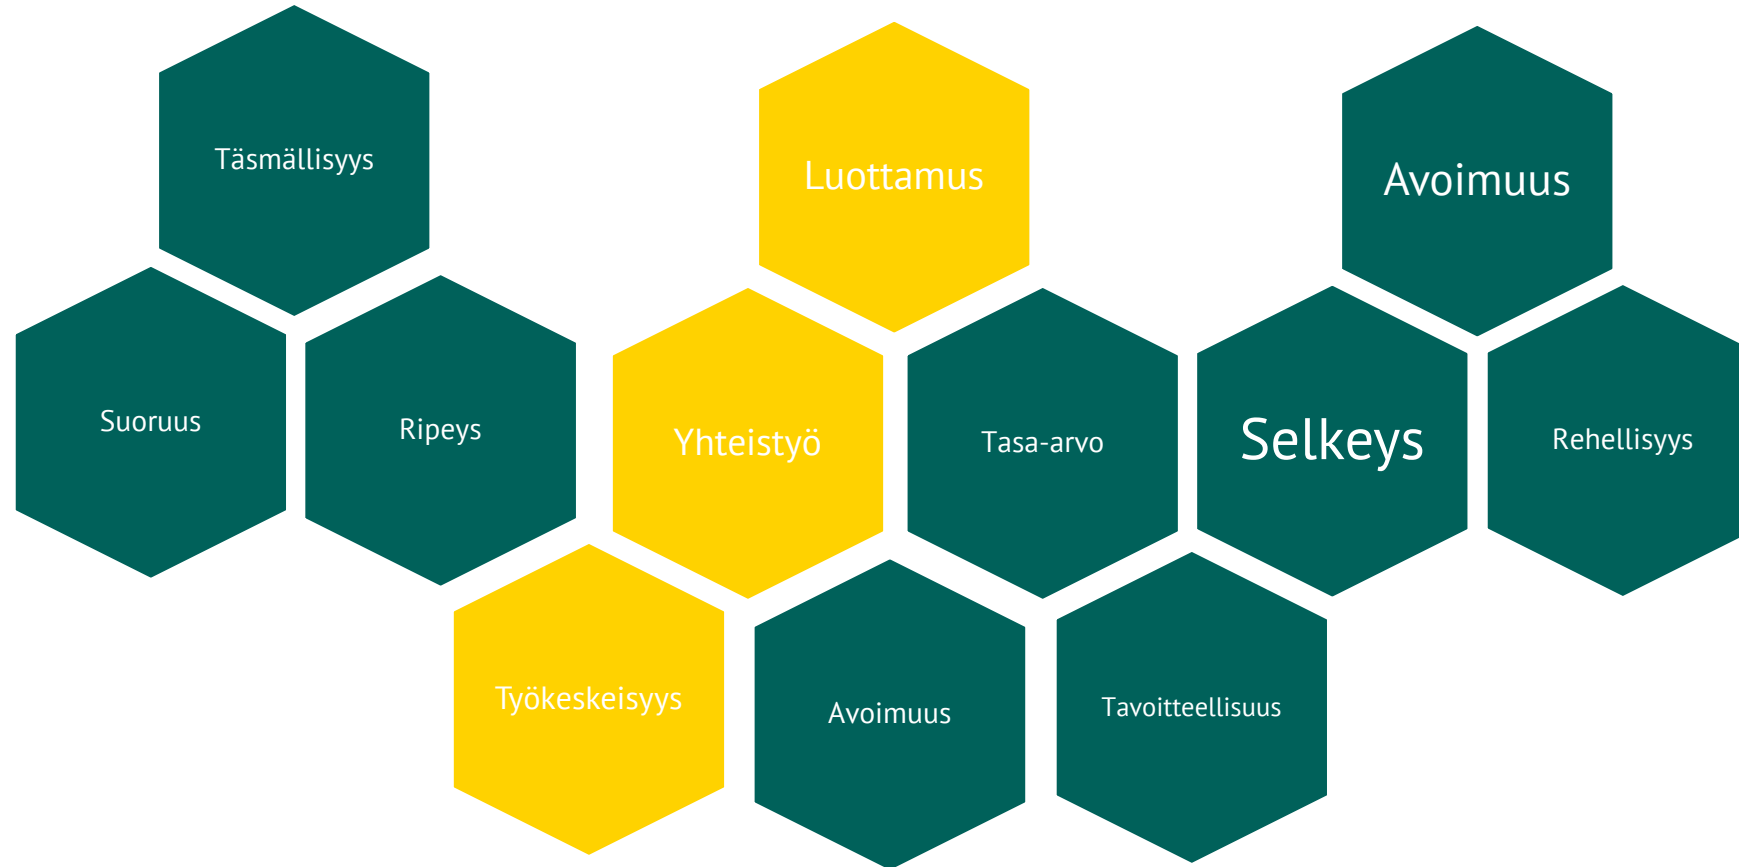 Täsmällisyys
Luottamus
Avoimuus
Suoruus
Ripeys
Yhteistyö
Tasa-arvo
Selkeys
Rehellisyys
Työkeskeisyys
Avoimuus
Tavoitteellisuus